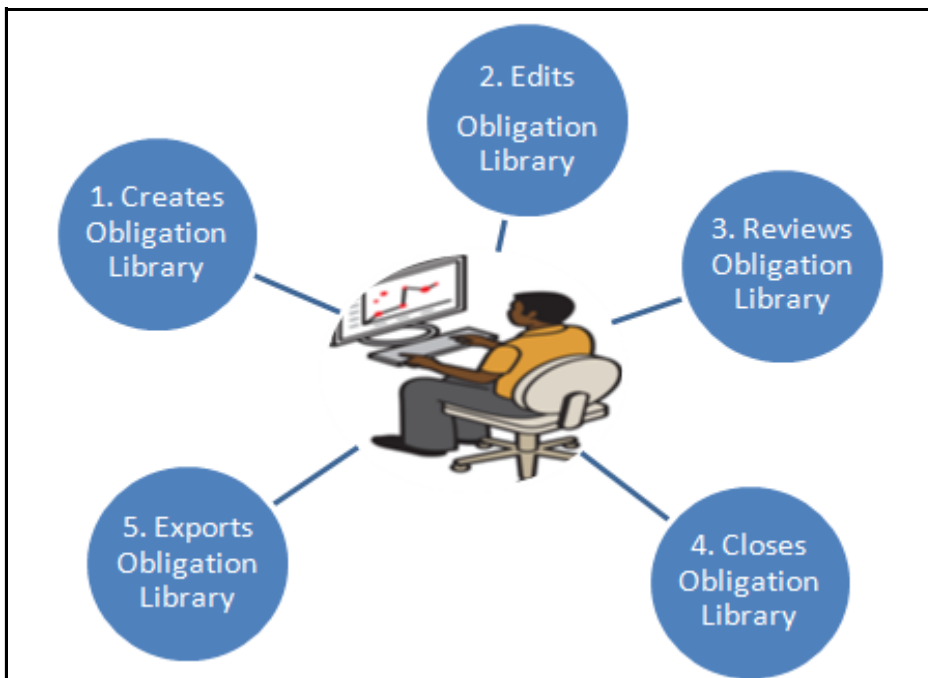 1. Creates
Obligation
Library
2. Edits
Obligation
Library
3. Reviews
Obligation
Library
4. Closes
Obligation
Library
5. Exports
Obligation
Library